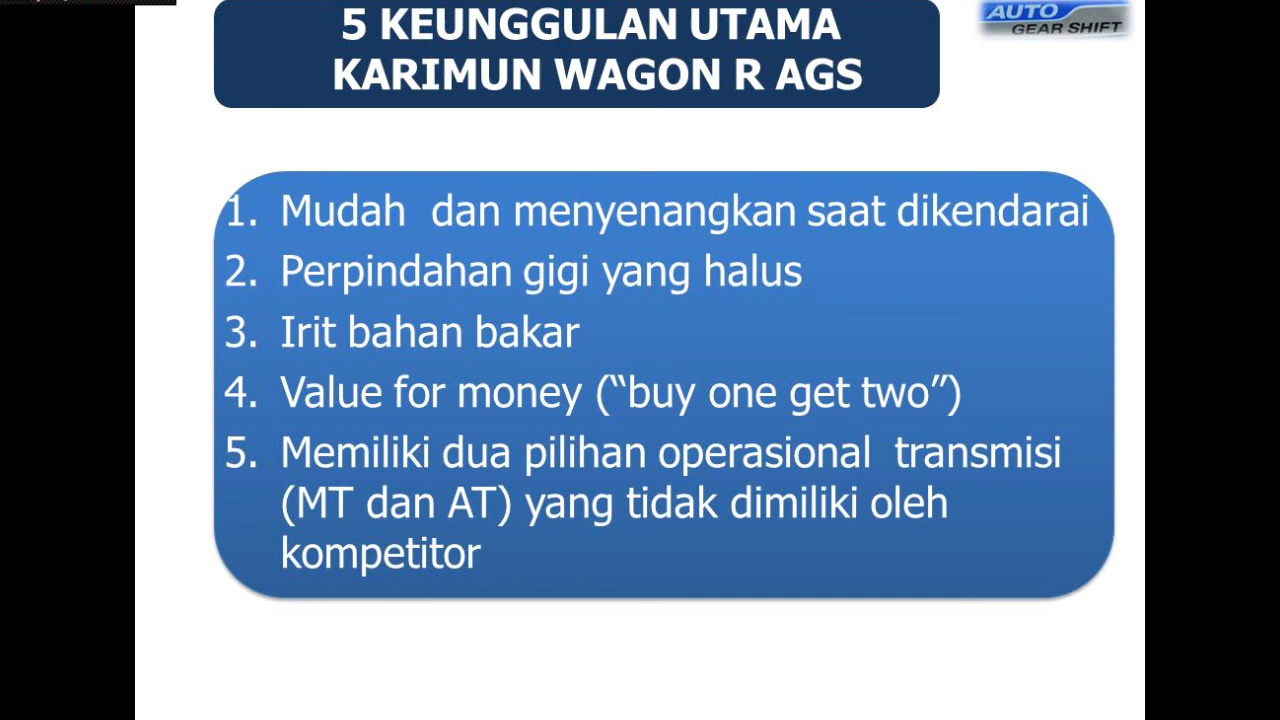 5 KEUNGGULAN UTAMA
KARIMUN WAGON R AGS
AUTO
GEAR SHIFT
1. Mudah dan menyenangkan saat dikendarai
2. Perpindahan gigi yang halus
3. Irit bahan bakar
4. Value for money (“buy one get two”)
5. Memiliki dua pilihan operasional transmisi
(MT dan AT) yang tidak dimiliki oleh
kompetitor